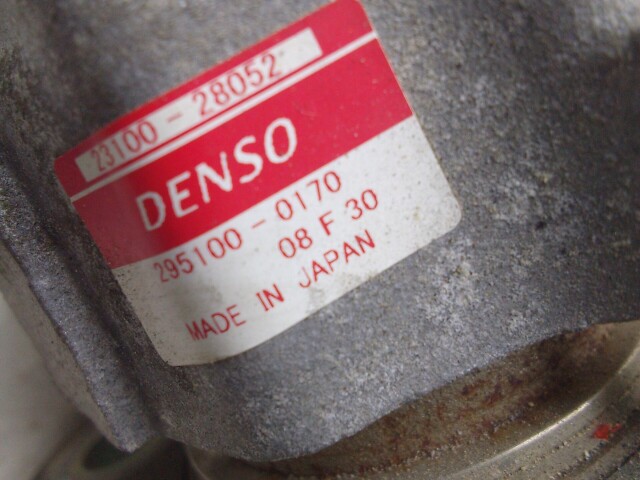 23100-28052
DENSO
295100-0170
08 F 30
MADE IN JAPAN